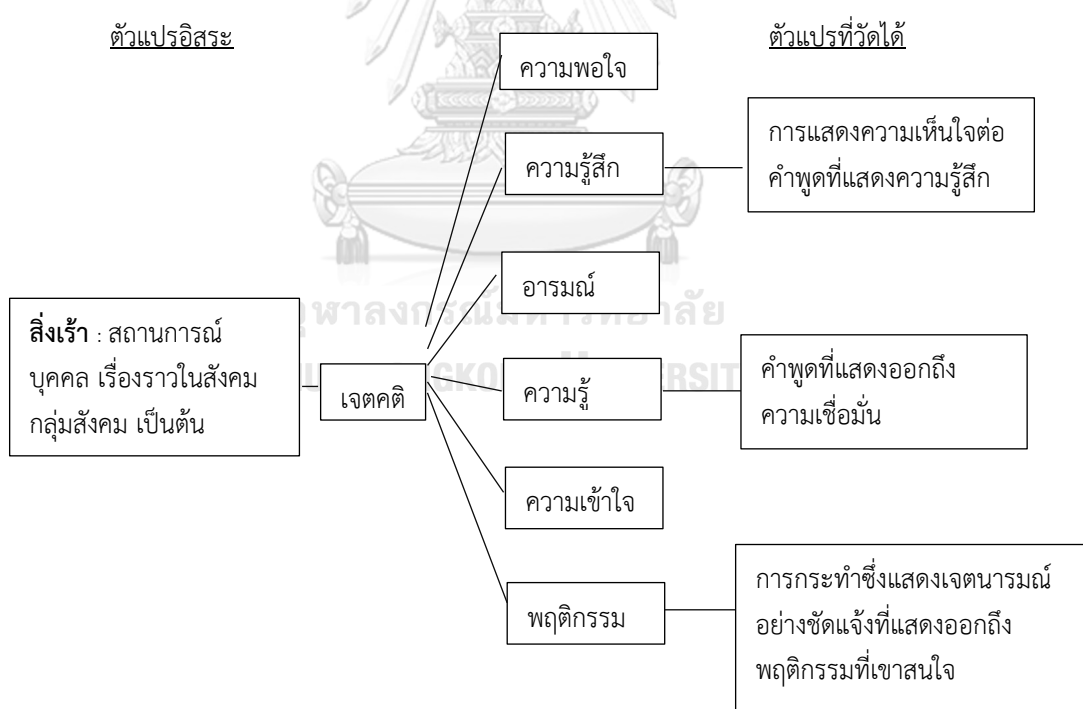 ตัวแปรอิสระ
ตัวแปรที่วัดได้
ความพอใจ
ความรู้สึก
การแสดงความเห็นใจต่อ
คำพูดที่แสดงความรู้สึก
อารมณ์
สิ่งเร้า : สถานการณ์
บุคคล เรื่องราวในสังคม
กลุ่มสังคม เป็นต้น
เจตคติ
ความรู้
คำพูดที่แสดงออกถึง
ความเชื่อมั่น
ความเข้าใจ
พฤติกรรม
การกระทำซึ่งแสดงเจตนารมณ์
อย่างชัดแจ้งที่แสดงออกถึง
พฤติกรรมที่เขาสนใจ